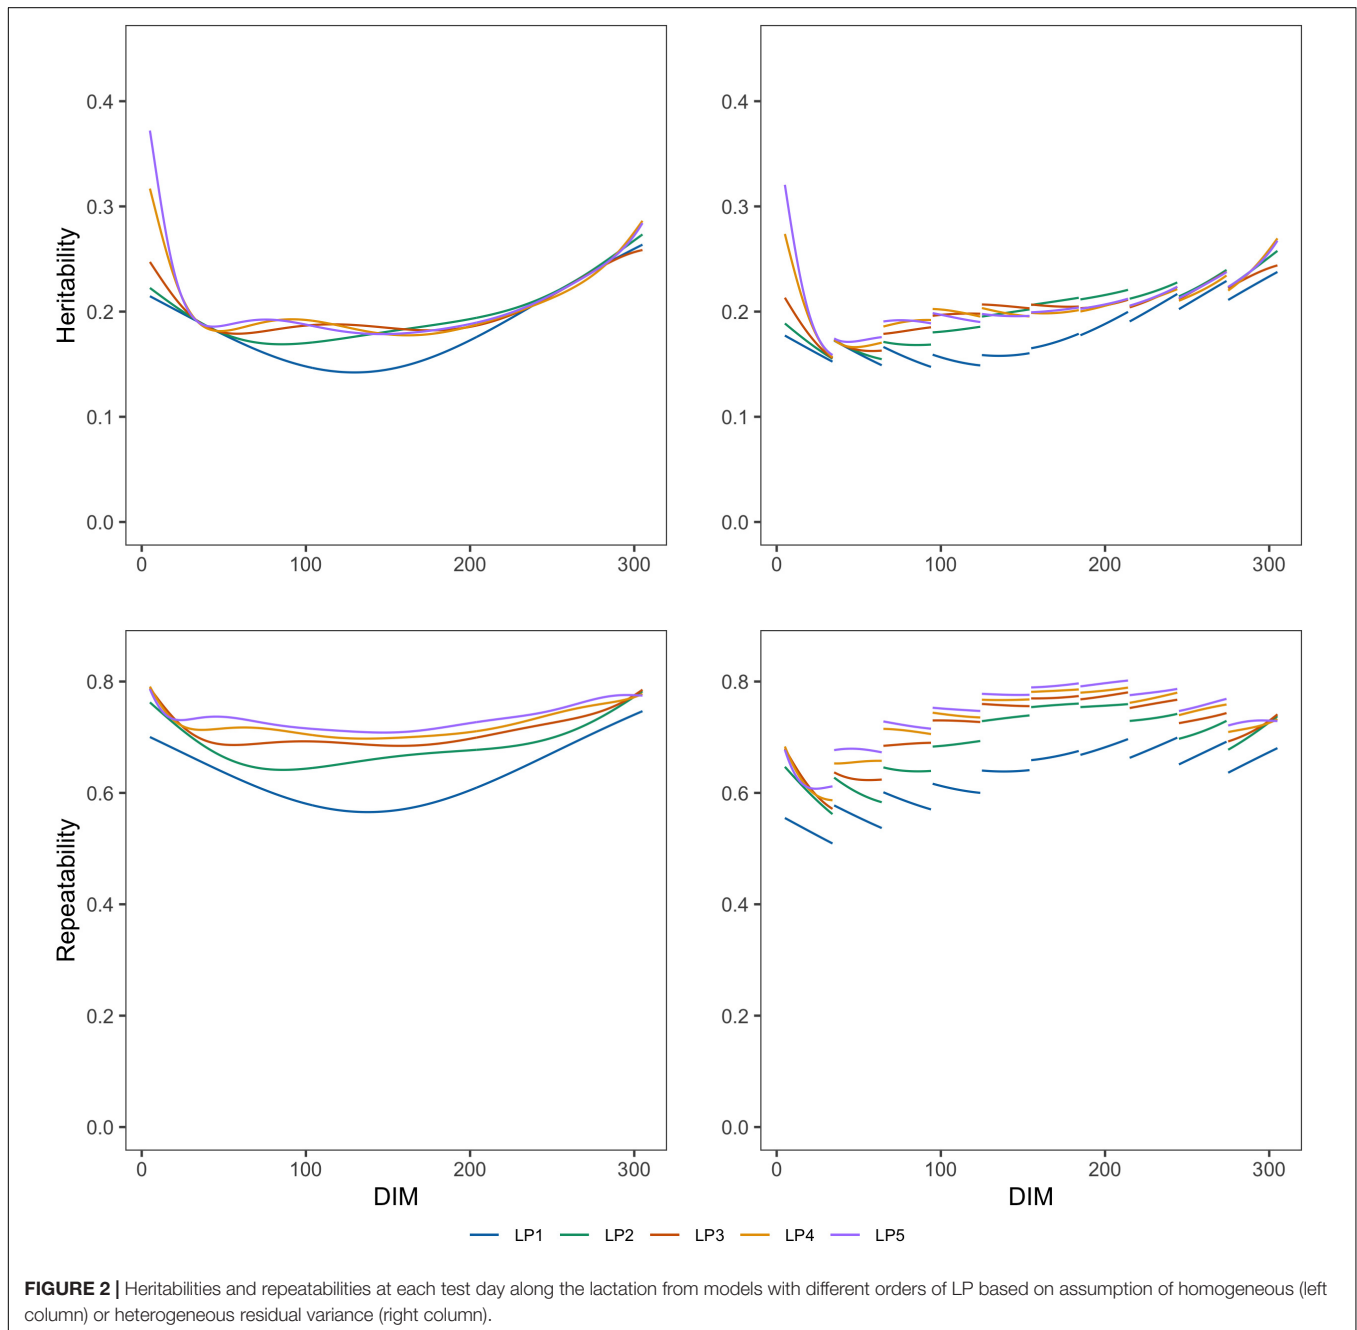 0.4
0.3
0.2
0.1
0.0
Heritability
0 100 200 300
0.4
0.3
0.2
0.1
0.0
0 100 200 300
0.8
0.6
0.4
0.2
0.0
Repeatability
0 100 200 300
DIM
0.8
0.6
0.4
0.2
0.0
0 100 200 300
DIM
LP1 LP2 LP3 LP4 LP5
FIGURE 2 | Heritabilities and repeatabilities at each test day along the lactation from models with different orders of LP based on assumption of homogeneous (left
column) or heterogeneous residual variance (right column).